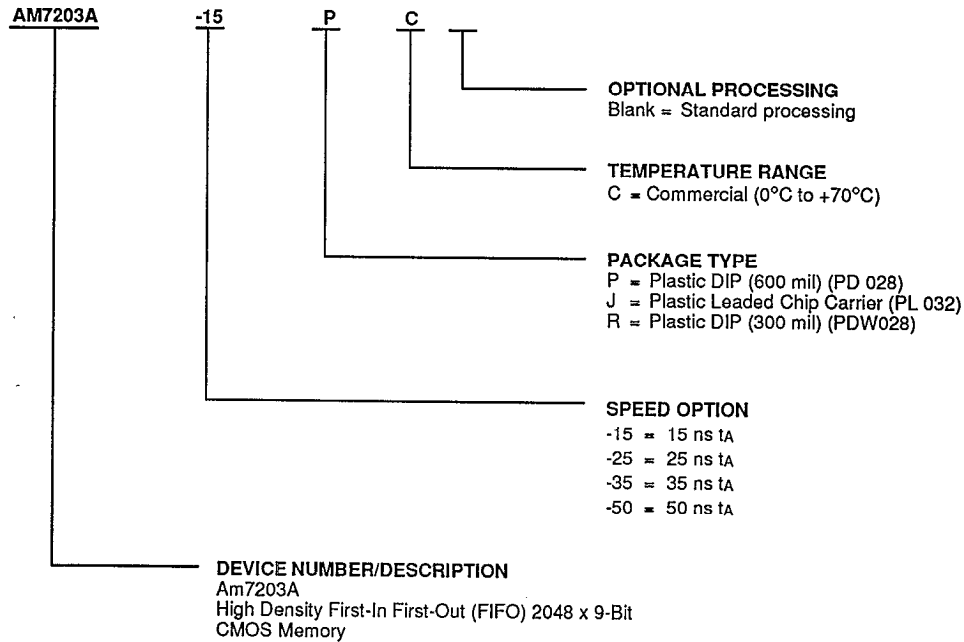 AM7203A -15 P C
OPTIONAL PROCESSING
Blank = Standard processing
TEMPERATURE RANGE
C = Commercial (0°C to +70°C)
PACKAGE TYPE
P = Plastic DIP (600 mil) (PD 028)
J = Plastic Leaded Chip Carrier (PL 032)
R = Plastic DIP (300 mil) (PDW028)
SPEED OPTION
-15 = 15 ns tA
-25 = 25 ns tA
-35 = 35 ns tA
-50 = 50 ns tA
DEVICE NUMBER/DESCRIPTION
Am7203A
High Density First-In First-Out (FIFO) 2048 x 9-Bit
CMOS Memory